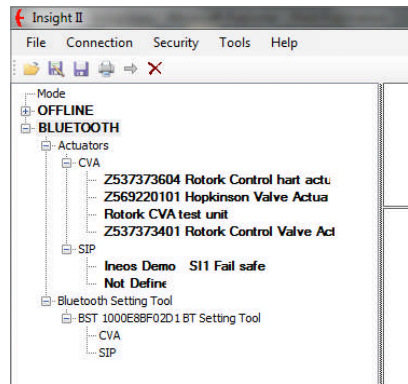 Insight II
File Connection Security Tools Help
Mode
OFFLINE
BLUETOOTH
Actuators
CVA
Z537373604 Rotork Control hart actu
Z569220101 Hopkinson Valve Actua
Rotork CVA test unit
Z537373401 Rotork Control Valve Act
SIP
Ineos Demo SI1 Fail safe
Not Define
Bluetooth Setting Tool
BST 1000E8BF02D1 BT Setting Tool
CVA
SIP